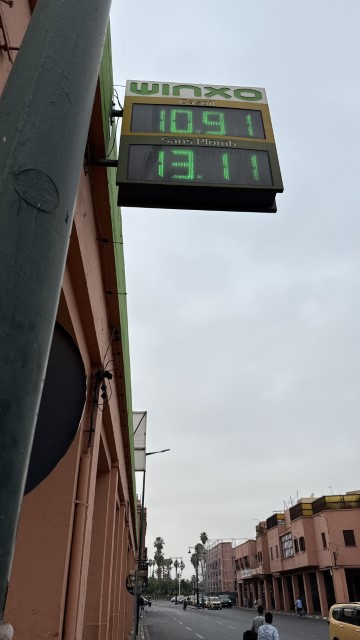 WINXO
Gasoil
10.91
Sans Plomb
13.11